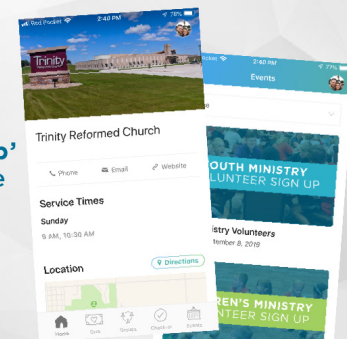 Red Pocket
2:40 PM
78%
Trinity
Trinity Reformed Church
Phone
Email
Website
Service Times
Sunday
9 AM, 10:30 AM
Location
Directions
Home
Give
Check-in
Events
ocket
2:40 PM
77%
Events
OUTH MINISTRY
LUNTEER SIGN UP
istry Volunteers
tember 8, 2019
REN'S MINISTRY
NTEER SIGN UP